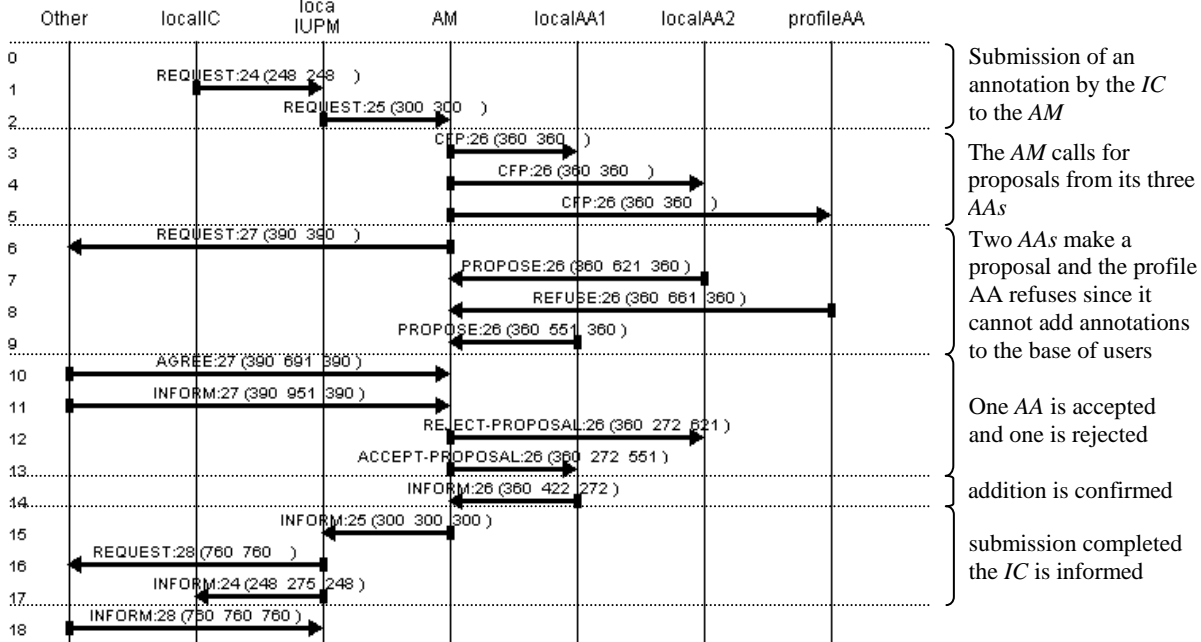 Other localIC loca IUPM AM localAA1 localAA2 profileAA
0
REQUEST:24 (248 248 )
1
REQUEST:25 (300 300 )
2
Submission of an
annotation by the IC
to the AM
CFP:26 (360 360 )
3
CFP:26 (360 360 )
4
CFP:26 (360 360 )
5
The AM calls for
proposals from its three
AAs
REQUEST:27 (390 390 )
6
PROPOSE:26 (360 621 360 )
7
REFUSE:26 (360 661 360 )
8
PROPOSE:26 (360 551 360 )
9
Two AAs make a
proposal and the profile
AA refuses since it
cannot add annotations
to the base of users
AGREE:27 (390 691 390 )
10
INFORM:27 (390 951 390 )
11
REJECT-PROPOSAL:26 (360 272 621 )
12
ACCEPT-PROPOSAL:26 (360 272 551 )
13
One AA is accepted
and one is rejected
INFORM:26 (360 422 272 )
14
addition is confirmed
INFORM:25 (300 300 300 )
15
REQUEST:28 (760 760 )
16
INFORM:24 (248 275 248 )
17
submission completed
the IC is informed
INFORM:28 (760 760 760 )
18